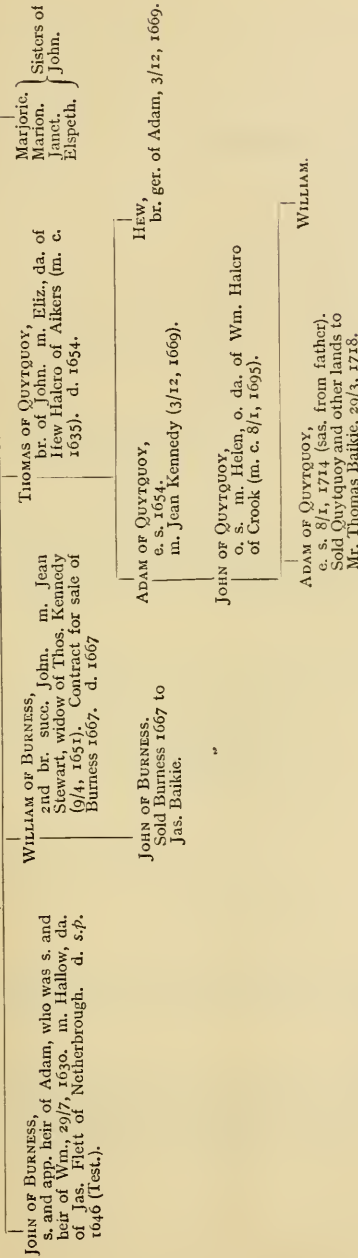 JOHN OF BURNESS,
s. and app. heir of Adam, who was s. and
heir of Wm., 29/7, 1630. m. Hallow, da.
of Jas. Flett of Netherbrough. d. s.p.
1646 (Test.).
WILLIAM OF BURNESS,
2nd br. succ. John. m. Jean
Stewart, widow of Thos. Kennedy
(9/4, 1651). Contract for sale of
Burness 1667. d. 1667
THOMAS OF QUYTQUOY,
br. of John. m. Eliz., da. of
Hew Halcro of Aikers (m. c.
1635). d. 1654.
Marjorie.
Marion.
Janet.
Elspeth.
Sisters of
John.
JOHN OF BURNESS.
Sold Burness 1667 to
Jas. Baikie.
ADAM OF QUYTQUOY,
e. s. 1654.
m. Jean Kennedy (3/12, 1669).
HEW,
br. ger. of Adam, 3/12, 1669.
JOHN OF QUYTQUOY,
o. s. m. Helen, o. da. of Wm. Halcro
of Crook (m. c. 8/1, 1695).
ADAM OF QUYTQUOY,
e. s. 8/1, 1714 (sas. from father).
Sold Quytquoy and other lands to
Mr. Thomas Baikie, 29/3, 1718.
WILLIAM.